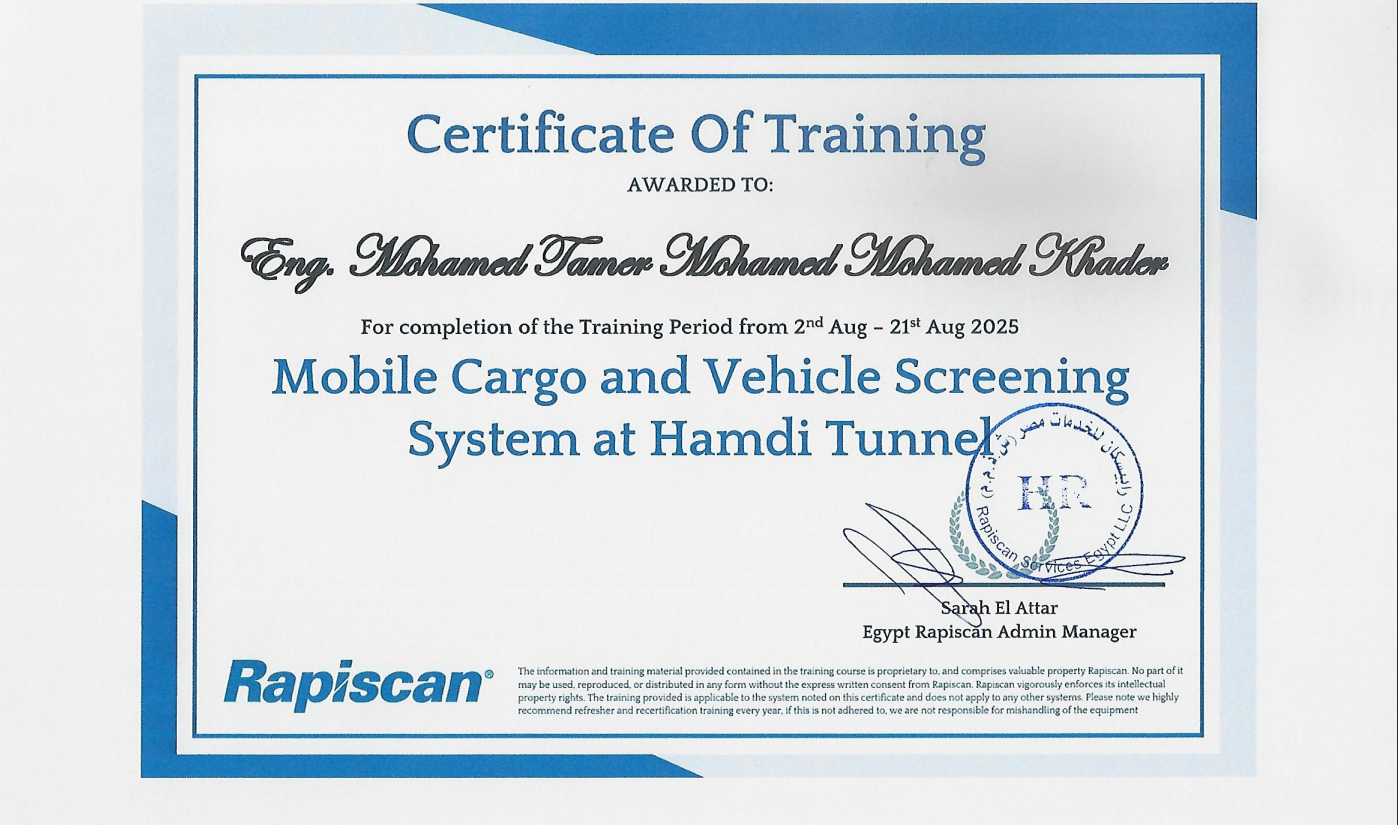 Certificate Of Training
AWARDED TO:
Eng. Mohamed Tamer Mohamed Mohamed Khader
For completion of the Training Period from 2nd Aug – 21st Aug 2025
Mobile Cargo and Vehicle Screening
System at Hamdi Tunnel
رابيسكان للخدمات مصر (ش.ذ.م.م)
HR
Rapiscan Services Egypt LLC
Sarah El Attar
Egypt Rapiscan Admin Manager
Rapiscan®
The information and training material provided contained in the training course is proprietary to, and comprises valuable property Rapiscan. No part of it
may be used, reproduced, or distributed in any form without the express written consent from Rapiscan. Rapiscan vigorously enforces its intellectual
property rights. The training provided is applicable to the system noted on this certificate and does not apply to any other systems. Please note we highly
recommend refresher and recertification training every year, if this is not adhered to, we are not responsible for mishandling of the equipment